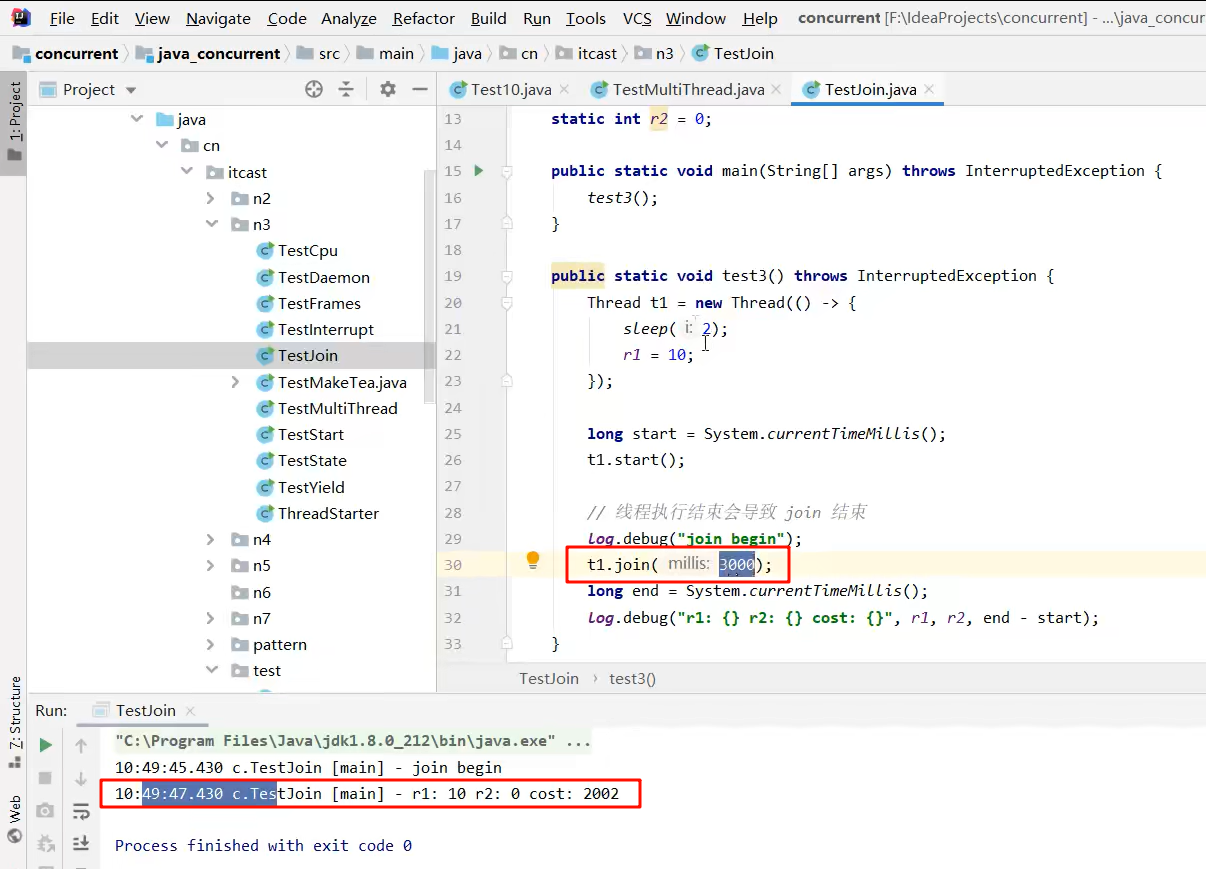 File Edit View Navigate Code Analyze Refactor Build Run Tools VCS Window Help concurrent [F:\IdeaProjects\concurrent] - ...\java_concur
concurrent java_concurrent src main java cn itcast n3 TestJoin
1: Project
Project
Test10.java TestMultiThread.java TestJoin.java
java
cn
itcast
n2
n3
TestCpu
TestDaemon
TestFrames
TestInterrupt
TestJoin
TestMakeTea.java
TestMultiThread
TestStart
TestState
TestYield
ThreadStarter
n4
n5
n6
n7
pattern
test
13 static int r2 = 0;
14
15 public static void main(String[] args) throws InterruptedException {
16 test3();
17 }
18
19 public static void test3() throws InterruptedException {
20 Thread t1 = new Thread(() -> {
21 sleep( i: 2);
22 r1 = 10;
23 });
24
25 long start = System.currentTimeMillis();
26 t1.start();
27
28 // 线程执行结束会导致 join 结束
29 log.debug("join begin");
30 t1.join( millis: 3000);
31 long end = System.currentTimeMillis();
32 log.debug("r1: {} r2: {} cost: {}", r1, r2, end - start);
33 }
TestJoin › test3()
7: Structure
Web
Run: TestJoin
"C:\Program Files\Java\jdk1.8.0_212\bin\java.exe" ...
10:49:45.430 c.TestJoin [main] - join begin
10:49:47.430 c.TestJoin [main] - r1: 10 r2: 0 cost: 2002
Process finished with exit code 0